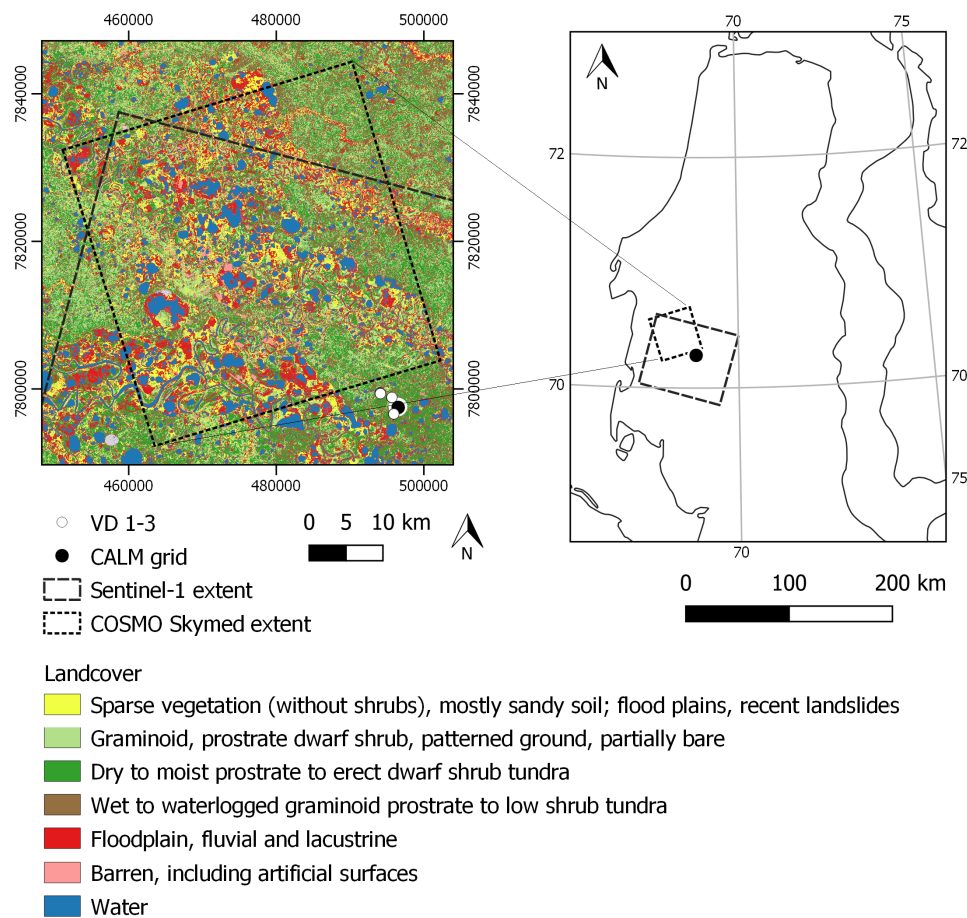 460000 480000 500000
7840000 7840000
7820000 7820000
7800000 7800000
460000 480000 500000
70 75
N
72 72
70 70
75
70
VD 1-3
CALM grid
Sentinel-1 extent
COSMO Skymed extent
0 5 10 km
N
0 100 200 km
Landcover
Sparse vegetation (without shrubs), mostly sandy soil; flood plains, recent landslides
Graminoid, prostrate dwarf shrub, patterned ground, partially bare
Dry to moist prostrate to erect dwarf shrub tundra
Wet to waterlogged graminoid prostrate to low shrub tundra
Floodplain, fluvial and lacustrine
Barren, including artificial surfaces
Water